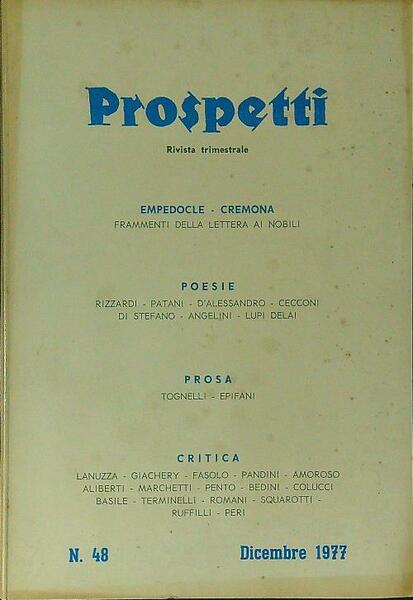 Prospetti
Rivista trimestrale
EMPEDOCLE - CREMONA
FRAMMENTI DELLA LETTERA AI NOBILI
POESIE
RIZZARDI - PATANI - D'ALESSANDRO - CECCONI
DI STEFANO - ANGELINI - LUPI DELAI
PROSA
TOGNELLI - EPIFANI
CRITICA
LANUZZA - GIACHERY - FASOLO - PANDINI - AMOROSO
ALIBERTI - MARCHETTI - PENTO - BEDINI - COLUCCI
BASILE - TERMINELLI - ROMANI - SQUAROTTI -
RUFFILLI - PERI
N. 48 Dicembre 1977